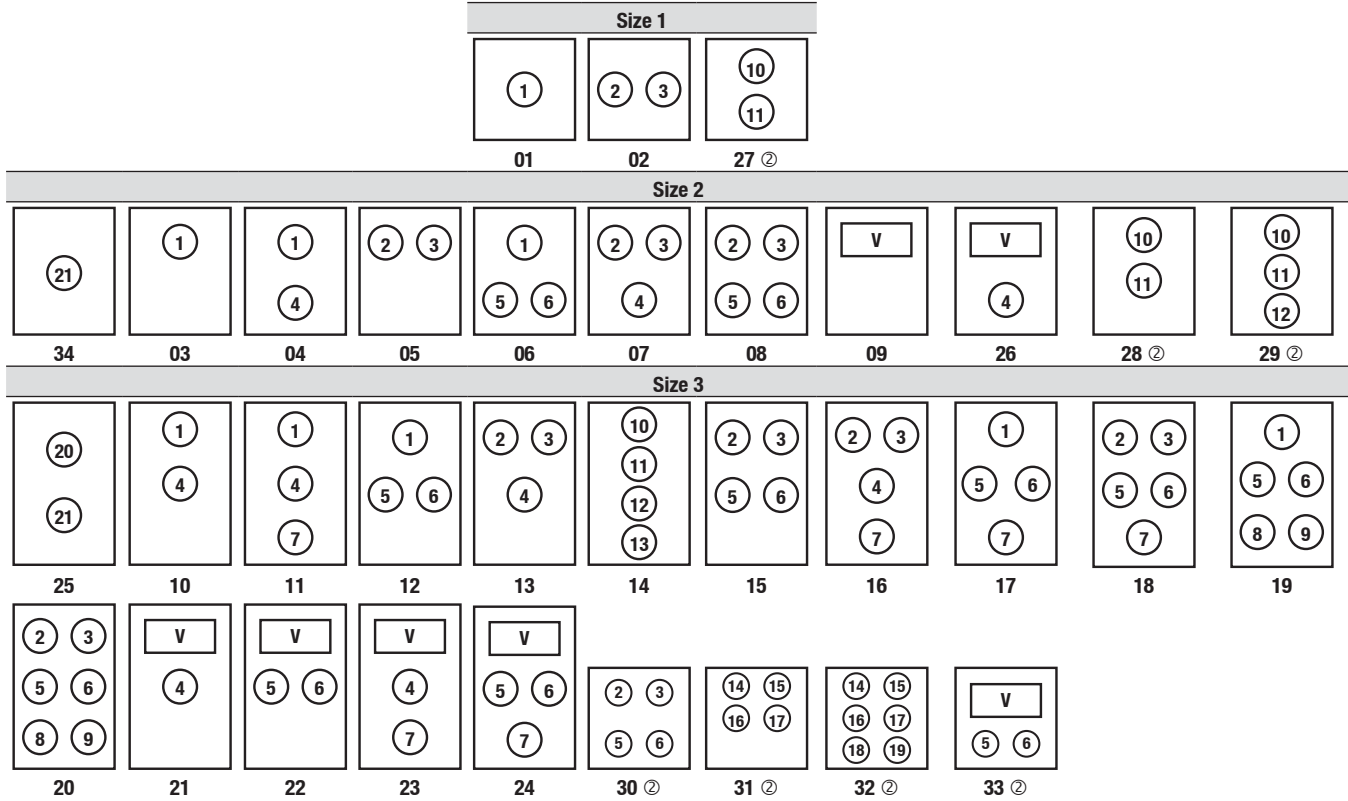 Size 1
1 2 3 10
11
01 02 27 ②
Size 2
1 1 2 3 1 2 3 2 3 V V 10 10
21 11 11
4 5 6 4 5 6 4 12
34 03 04 05 06 07 08 09 26 28 ② 29 ②
Size 3
20 1 1 1 2 3 10 2 3 2 3 1 2 3 1
21 4 4 5 6 4 11 5 6 4 5 6 5 6 5 6
7 12 7 7 7 8 9
13
25 10 11 12 13 14 15 16 17 18 19
2 3 V V V V
5 6 4 5 6 4 5 6 2 3 14 15 14 15 V
16 17 16 17
8 9 7 7 5 6 18 19 5 6
20 21 22 23 24 30 ② 31 ② 32 ② 33 ②